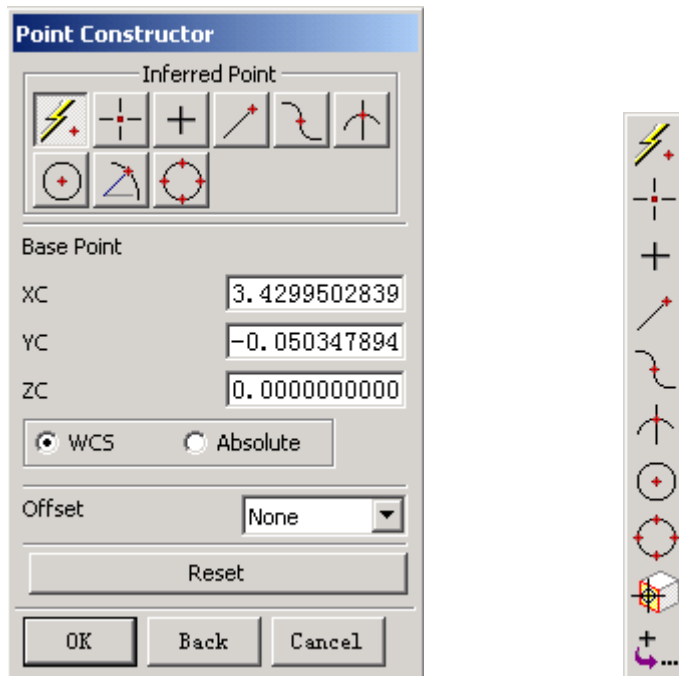 Point Constructor
Inferred Point
Base Point
XC 3.4299502839
YC -0.050347894
ZC 0.0000000000
WCS Absolute
Offset None
Reset
OK Back Cancel